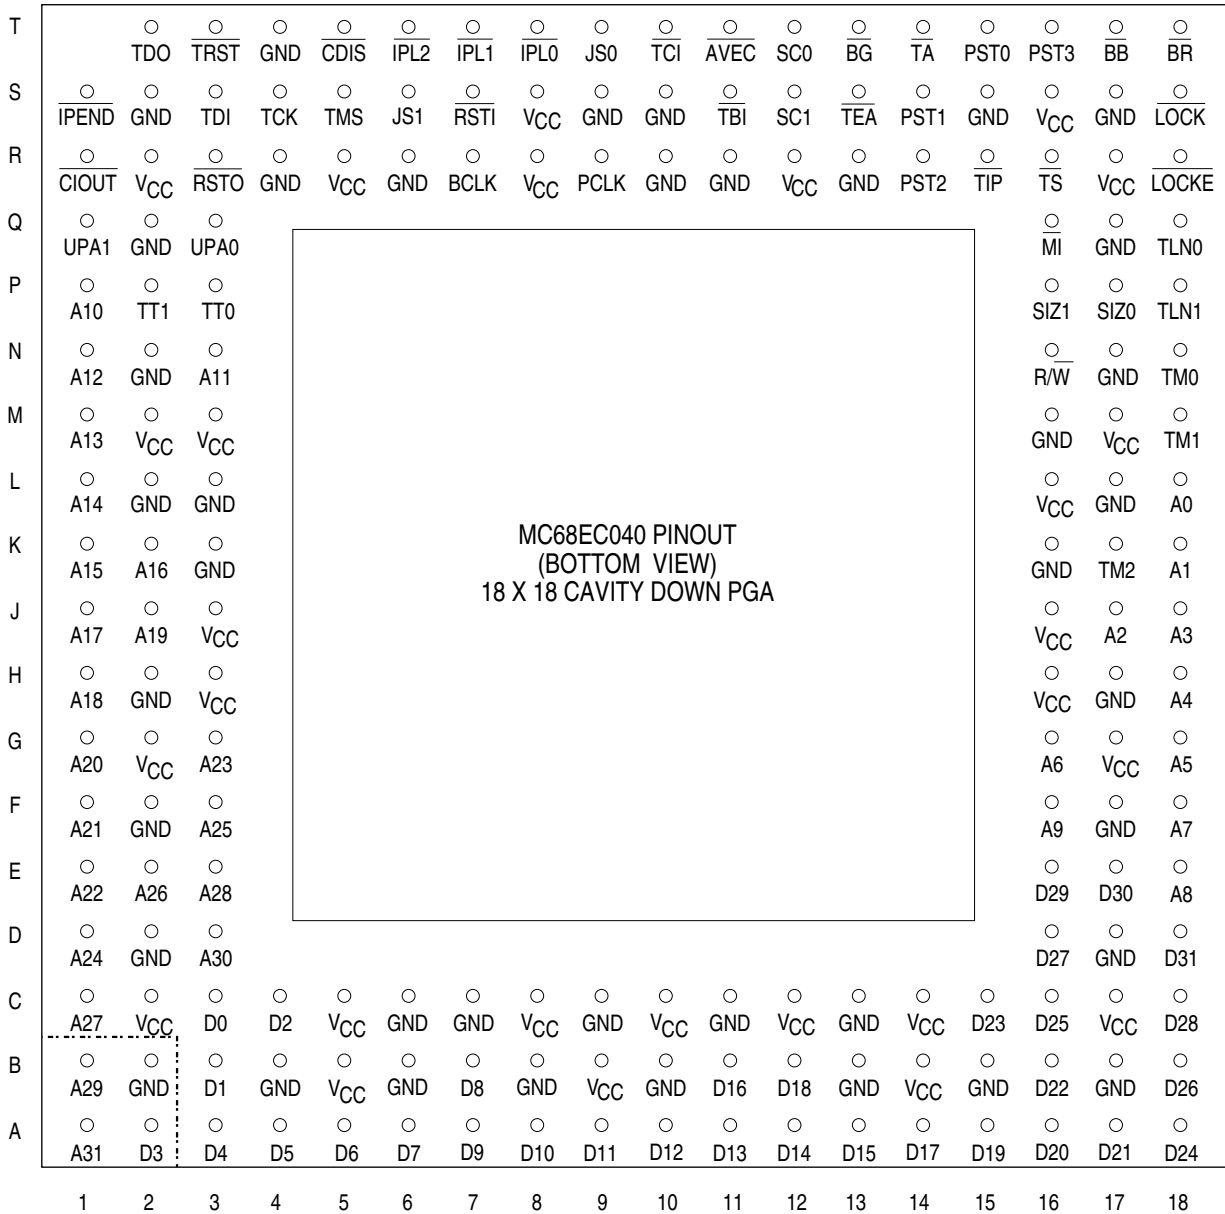 T
TDO TRST GND CDIS IPL2 IPL1 IPL0 JS0 TCI AVEC SC0 BG TA PST0 PST3 BB BR
S
IPEND GND TDI TCK TMS JS1 RSTI VCC GND GND TBI SC1 TEA PST1 GND VCC GND LOCK
R
CIOUT VCC RSTO GND VCC GND BCLK VCC PCLK GND GND VCC GND PST2 TIP TS VCC LOCKE
Q
UPA1 GND UPA0 MI GND TLN0
P
A10 TT1 TT0 SIZ1 SIZ0 TLN1
N
A12 GND A11 R/W GND TM0
M
A13 VCC VCC GND VCC TM1
L
A14 GND GND VCC GND A0
MC68EC040 PINOUT
(BOTTOM VIEW)
18 X 18 CAVITY DOWN PGA
K
A15 A16 GND GND TM2 A1
J
A17 A19 VCC VCC A2 A3
H
A18 GND VCC VCC GND A4
G
A20 VCC A23 A6 VCC A5
F
A21 GND A25 A9 GND A7
E
A22 A26 A28 D29 D30 A8
D
A24 GND A30 D27 GND D31
C
A27 VCC D0 D2 VCC GND GND VCC GND VCC GND VCC GND VCC D23 D25 VCC D28
B
A29 GND D1 GND VCC GND D8 GND VCC GND D16 D18 GND VCC GND D22 GND D26
A
A31 D3 D4 D5 D6 D7 D9 D10 D11 D12 D13 D14 D15 D17 D19 D20 D21 D24
1 2 3 4 5 6 7 8 9 10 11 12 13 14 15 16 17 18